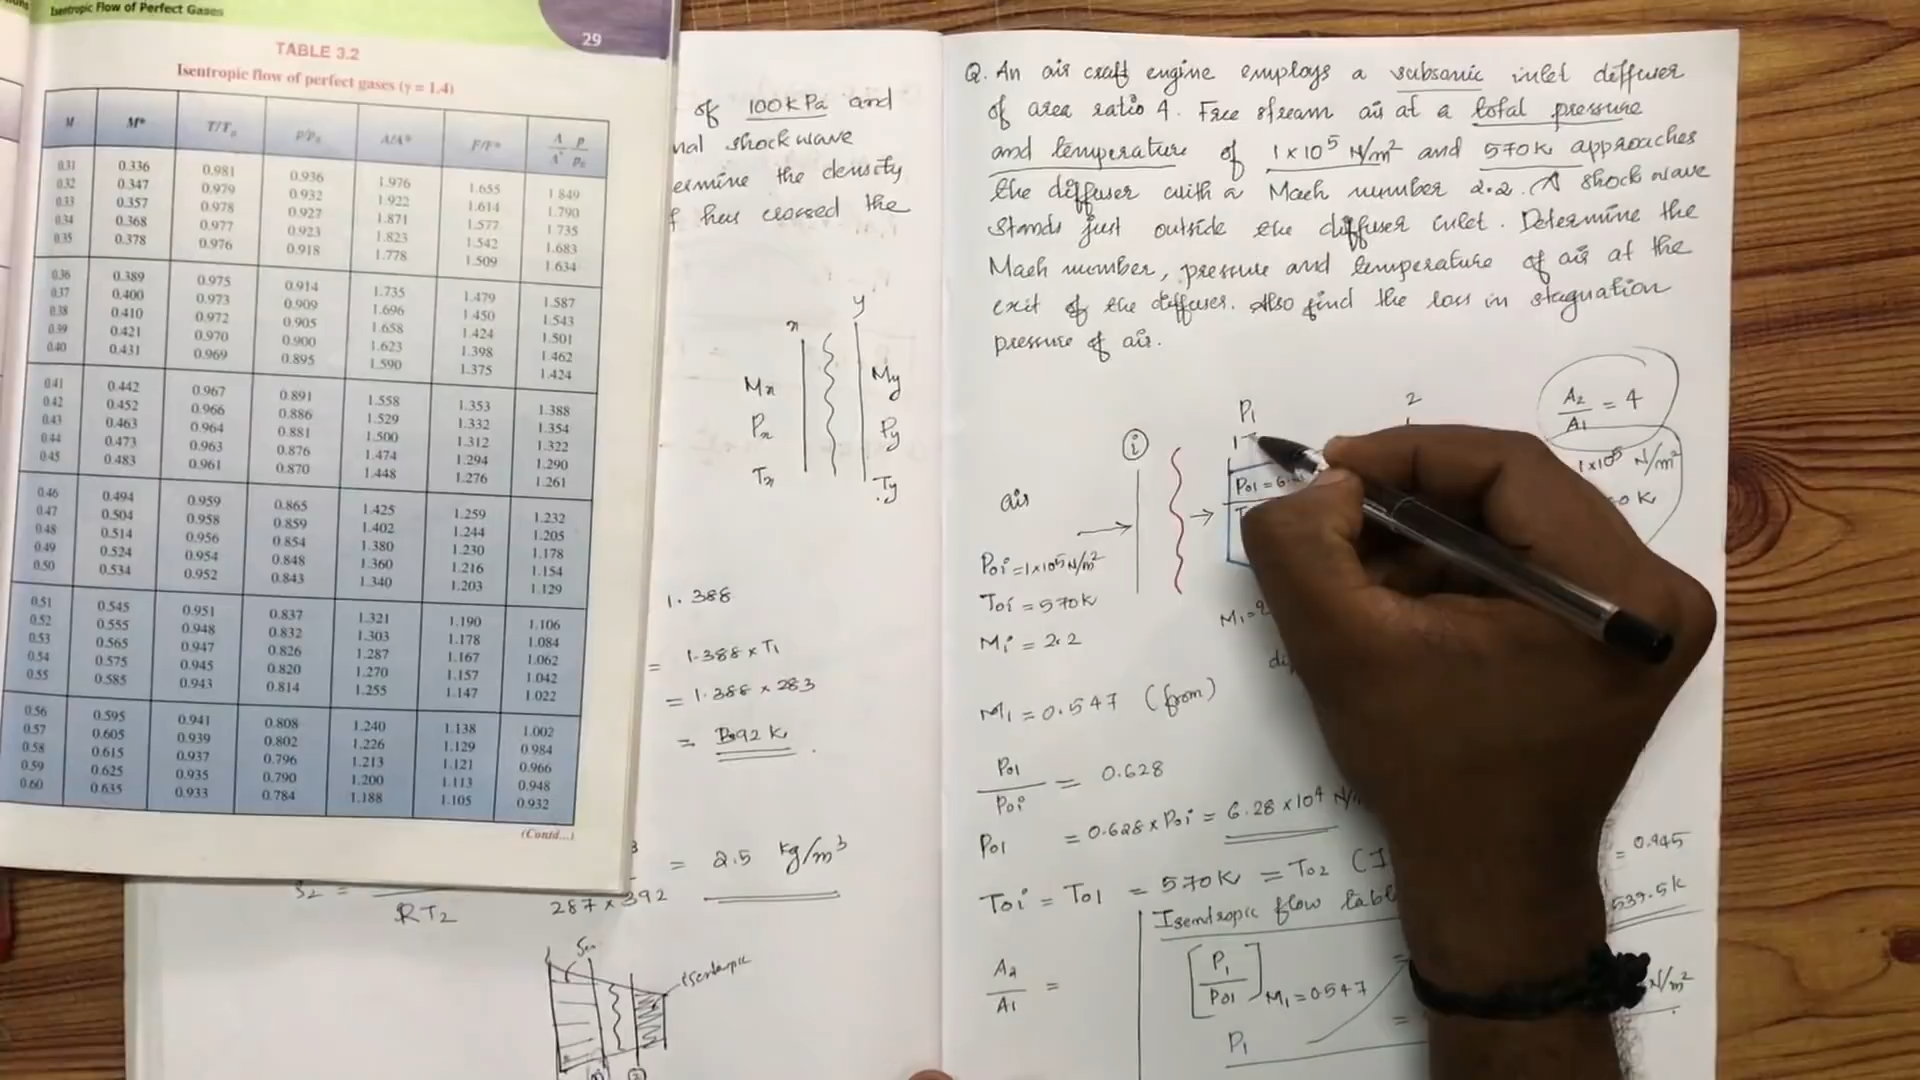 Isentropic Flow of Perfect Gases
29
TABLE 3.2
Isentropic flow of perfect gases (γ = 1.4)
M M* T/T₀ p/p₀ A/A* F/F* A/A* p/p₀
0.31 0.336 0.981 0.936 1.976 1.655 1.849
0.32 0.347 0.979 0.932 1.922 1.614 1.790
0.33 0.357 0.978 0.927 1.871 1.577 1.735
0.34 0.368 0.977 0.923 1.823 1.542 1.683
0.35 0.378 0.976 0.918 1.778 1.509 1.634
0.36 0.389 0.975 0.914 1.735 1.479 1.587
0.37 0.400 0.973 0.909 1.696 1.450 1.543
0.38 0.410 0.972 0.905 1.658 1.424 1.501
0.39 0.421 0.970 0.900 1.623 1.398 1.462
0.40 0.431 0.969 0.895 1.590 1.375 1.424
0.41 0.442 0.967 0.891 1.558 1.353 1.388
0.42 0.452 0.966 0.886 1.529 1.332 1.354
0.43 0.463 0.964 0.881 1.500 1.312 1.322
0.44 0.473 0.963 0.876 1.474 1.294 1.290
0.45 0.483 0.961 0.870 1.448 1.276 1.261
0.46 0.494 0.959 0.865 1.425 1.259 1.232
0.47 0.504 0.958 0.859 1.402 1.244 1.205
0.48 0.514 0.956 0.854 1.380 1.230 1.178
0.49 0.524 0.954 0.848 1.360 1.216 1.154
0.50 0.534 0.952 0.843 1.340 1.203 1.129
0.51 0.545 0.951 0.837 1.321 1.190 1.106
0.52 0.555 0.948 0.832 1.303 1.178 1.084
0.53 0.565 0.947 0.826 1.287 1.167 1.062
0.54 0.575 0.945 0.820 1.270 1.157 1.042
0.55 0.585 0.943 0.814 1.255 1.147 1.022
0.56 0.595 0.941 0.808 1.240 1.138 1.002
0.57 0.605 0.939 0.802 1.226 1.129 0.984
0.58 0.615 0.937 0.796 1.213 1.121 0.966
0.59 0.625 0.935 0.790 1.200 1.113 0.948
0.60 0.635 0.933 0.784 1.188 1.105 0.932
(Contd...)
of 100kPa and
shockwave
the density
crossed the
x y
Mx My
Px Py
Tx Ty
1.388
= 1.388 × T1
= 1.388 × 283
= 392 K
= 2.5 kg/m³
287 × 392
RT2
isentropic
Q. An air craft engine employs a subsonic inlet diffuser
of area ratio 4. Free stream air at a total pressure
and temperature of 1×10⁵ N/m² and 570K approaches
the diffuser with a Mach number 2.2. A shock wave
stands just outside the diffuser inlet. Determine the
Mach number, pressure and temperature of air at the
exit of the diffuser. Also find the loss in stagnation
pressure of air.
A2/A1 = 4
P1
2
i
1×10⁵ N/m²
air
P01 = 6.
P0i = 1×10⁵ N/m²
T0i = 570K
Mi = 2.2
M1 = 0.547 (from)
P01/P0i = 0.628
P01 = 0.628 × P0i = 6.28 × 10⁴
T0i = T01 = 570K = T02
= 0.945
539.5K
Isentropic flow table
A2/A1 =
[P1/P01] M1 = 0.547 =
N/m²
P1 =